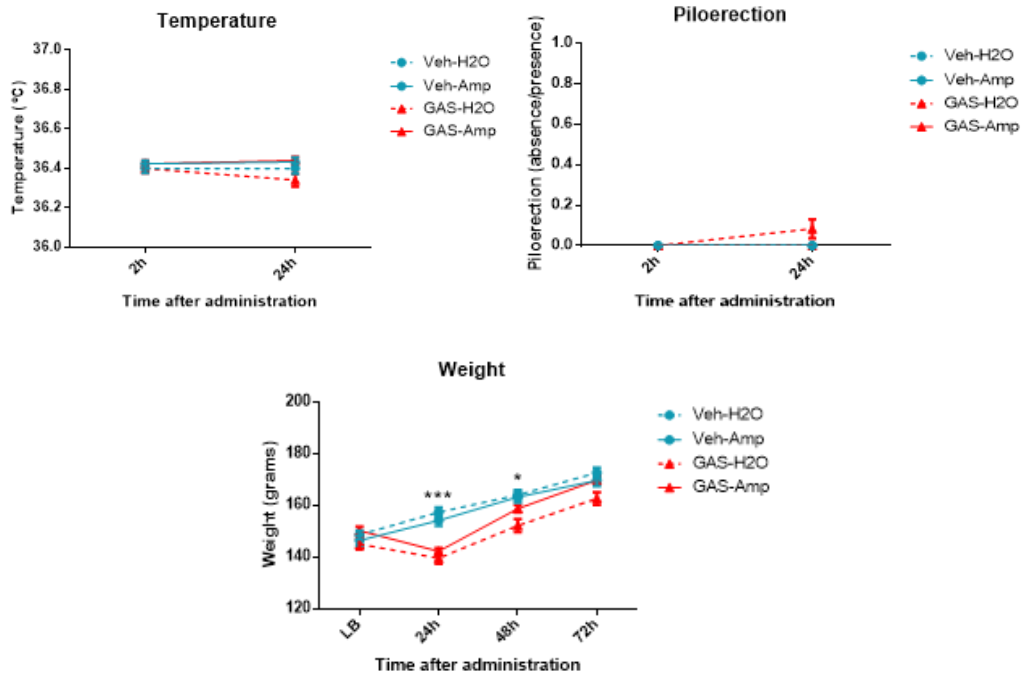 Temperature
37.0
36.8
36.6
36.4
36.2
36.0
Temperature (°C)
2h
24h
Time after administration
Veh-H2O
Veh-Amp
GAS-H2O
GAS-Amp
Piloerection
1.0
0.8
0.6
0.4
0.2
0.0
Piloerection (absence/presence)
2h
24h
Time after administration
Veh-H2O
Veh-Amp
GAS-H2O
GAS-Amp
Weight
200
180
160
140
120
Weight (grams)
***
*
LB
24h
48h
72h
Time after administration
Veh-H2O
Veh-Amp
GAS-H2O
GAS-Amp